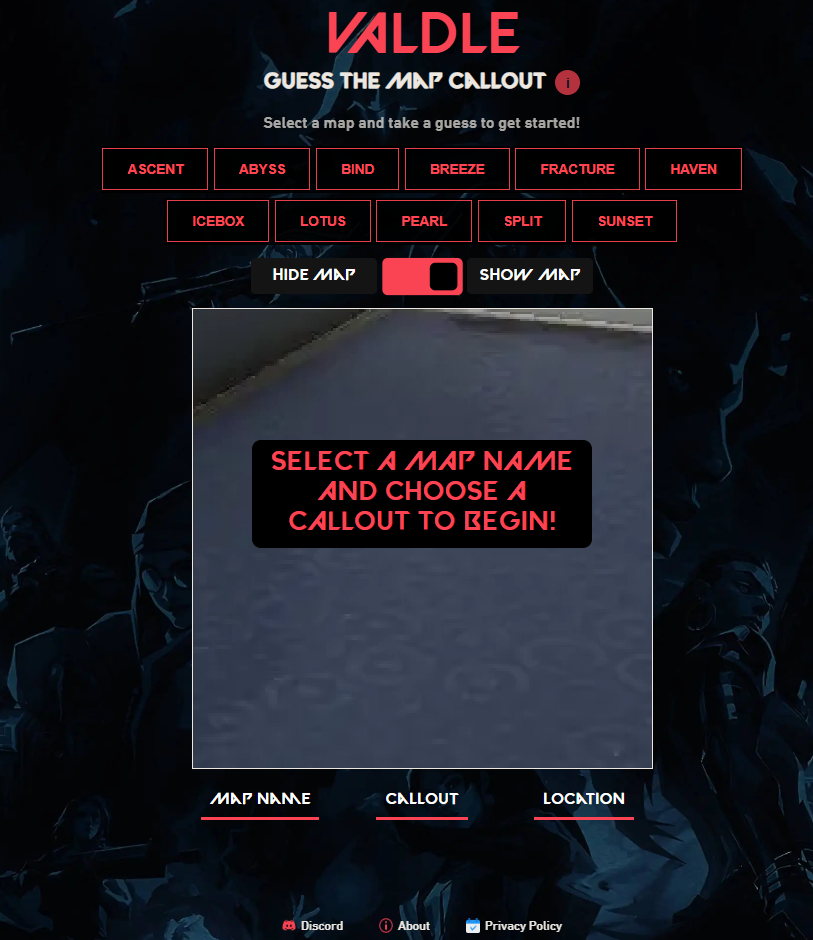 VALDLE
GUESS THE MAP CALLOUT i
Select a map and take a guess to get started!
ASCENT ABYSS BIND BREEZE FRACTURE HAVEN
ICEBOX LOTUS PEARL SPLIT SUNSET
HIDE MAP SHOW MAP
SELECT A MAP NAME
AND CHOOSE A
CALLOUT TO BEGIN!
MAP NAME CALLOUT LOCATION
Discord About Privacy Policy